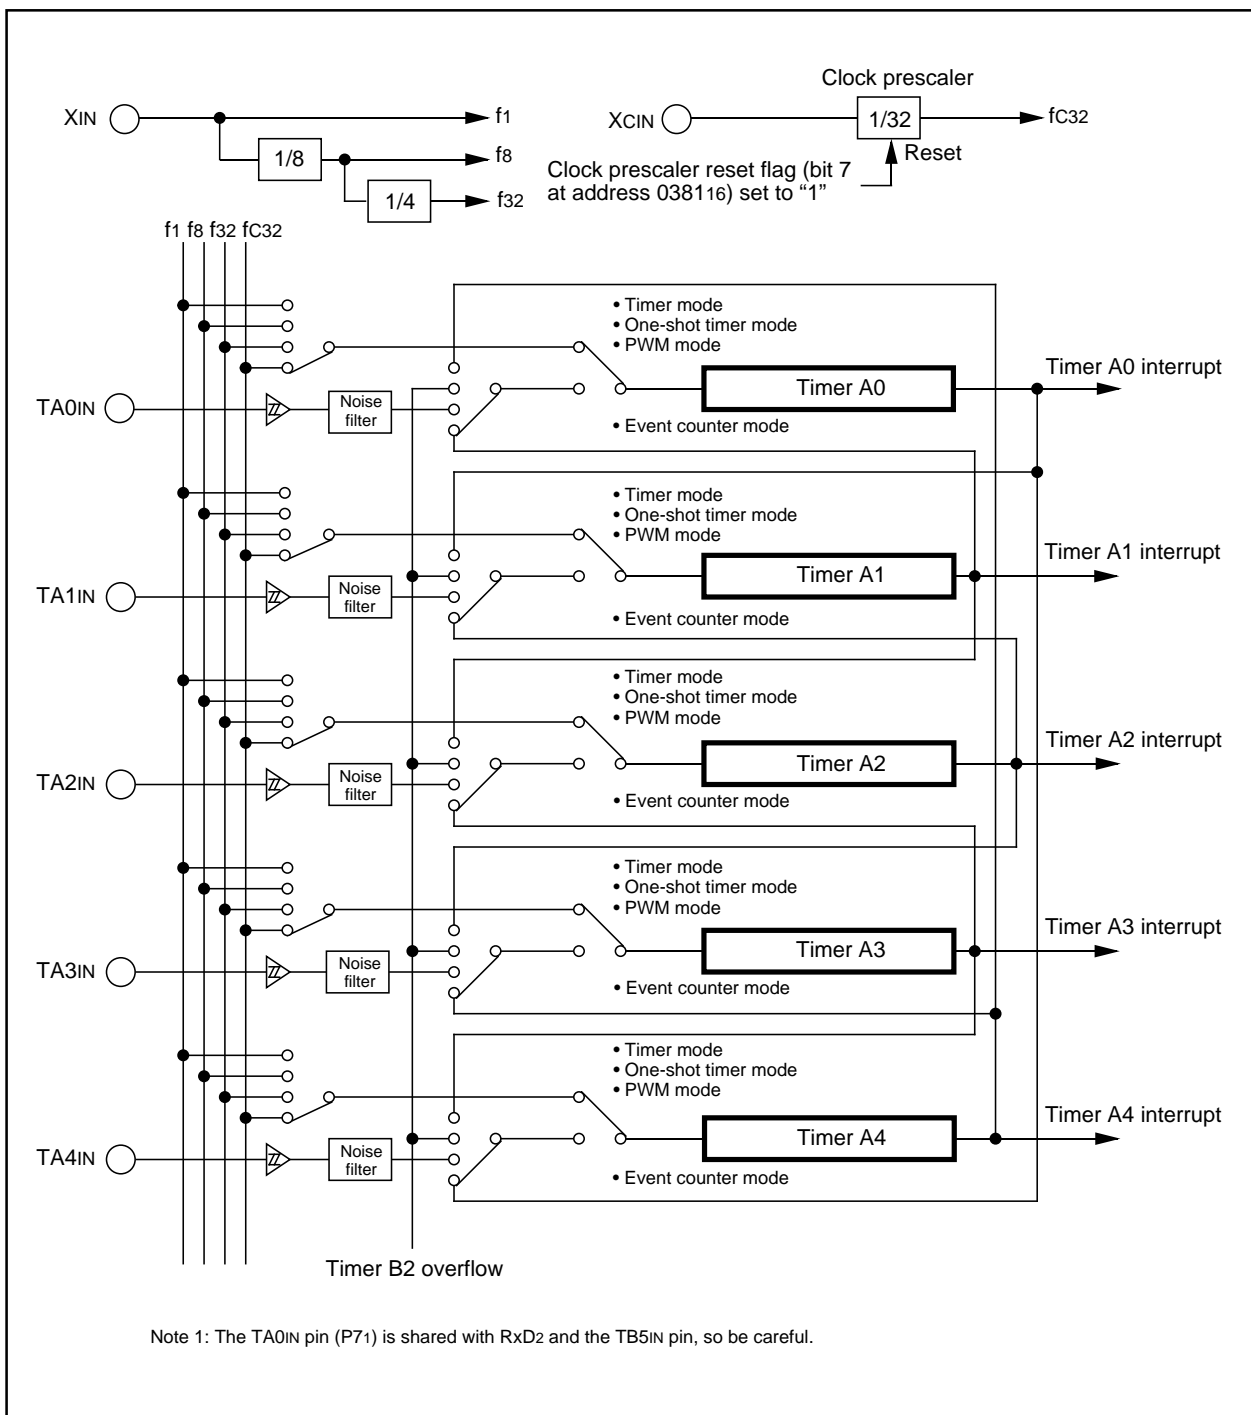 Clock prescaler
XIN
f1
XCIN
1/32
fC32
1/8
f8
Reset
Clock prescaler reset flag (bit 7
at address 038116) set to “1”
1/4
f32
f1 f8 f32 fC32
• Timer mode
• One-shot timer mode
• PWM mode
Timer A0 interrupt
Timer A0
TA0IN
Noise
filter
• Event counter mode
• Timer mode
• One-shot timer mode
• PWM mode
Timer A1 interrupt
Timer A1
TA1IN
Noise
filter
• Event counter mode
• Timer mode
• One-shot timer mode
• PWM mode
Timer A2 interrupt
Timer A2
TA2IN
Noise
filter
• Event counter mode
• Timer mode
• One-shot timer mode
• PWM mode
Timer A3 interrupt
Timer A3
TA3IN
Noise
filter
• Event counter mode
• Timer mode
• One-shot timer mode
• PWM mode
Timer A4 interrupt
Timer A4
TA4IN
Noise
filter
• Event counter mode
Timer B2 overflow
Note 1: The TA0IN pin (P71) is shared with RxD2 and the TB5IN pin, so be careful.